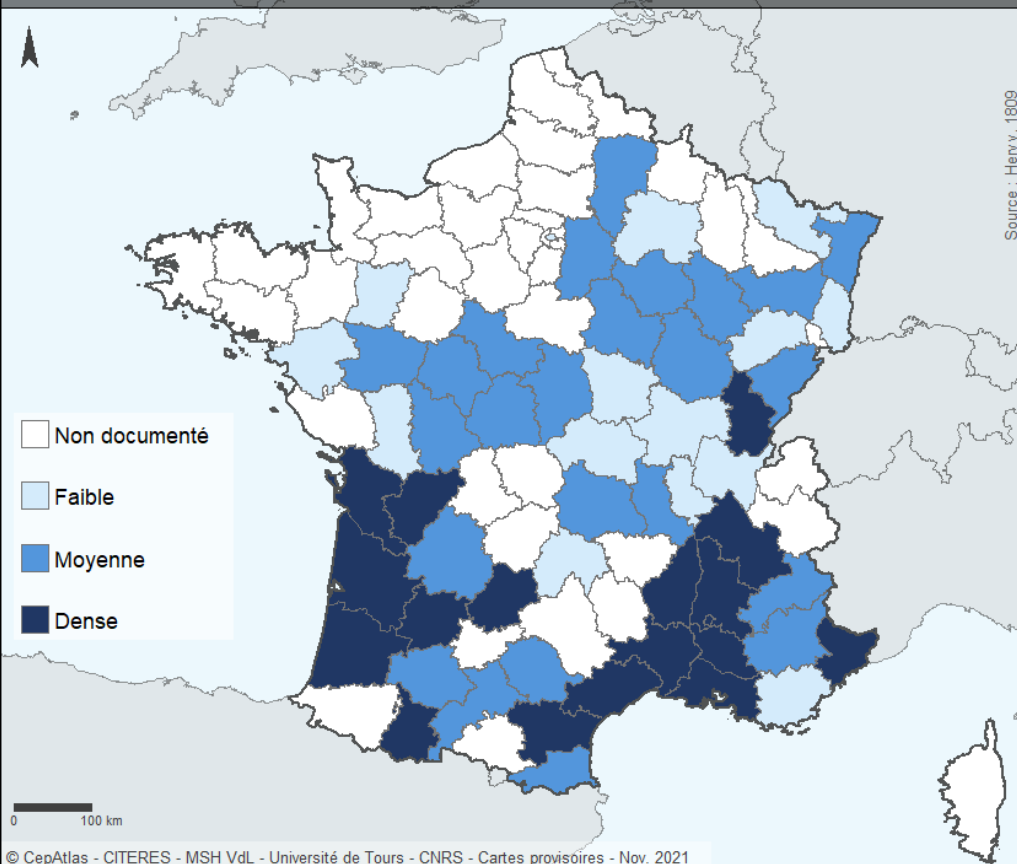 Source : Herv y, 1809
Non documenté
Faible
Moyenne
Dense
0 100 km
© CepAtlas - CITERES - MSH VdL - Université de Tours - CNRS - Cartes provisoires - Nov. 2021